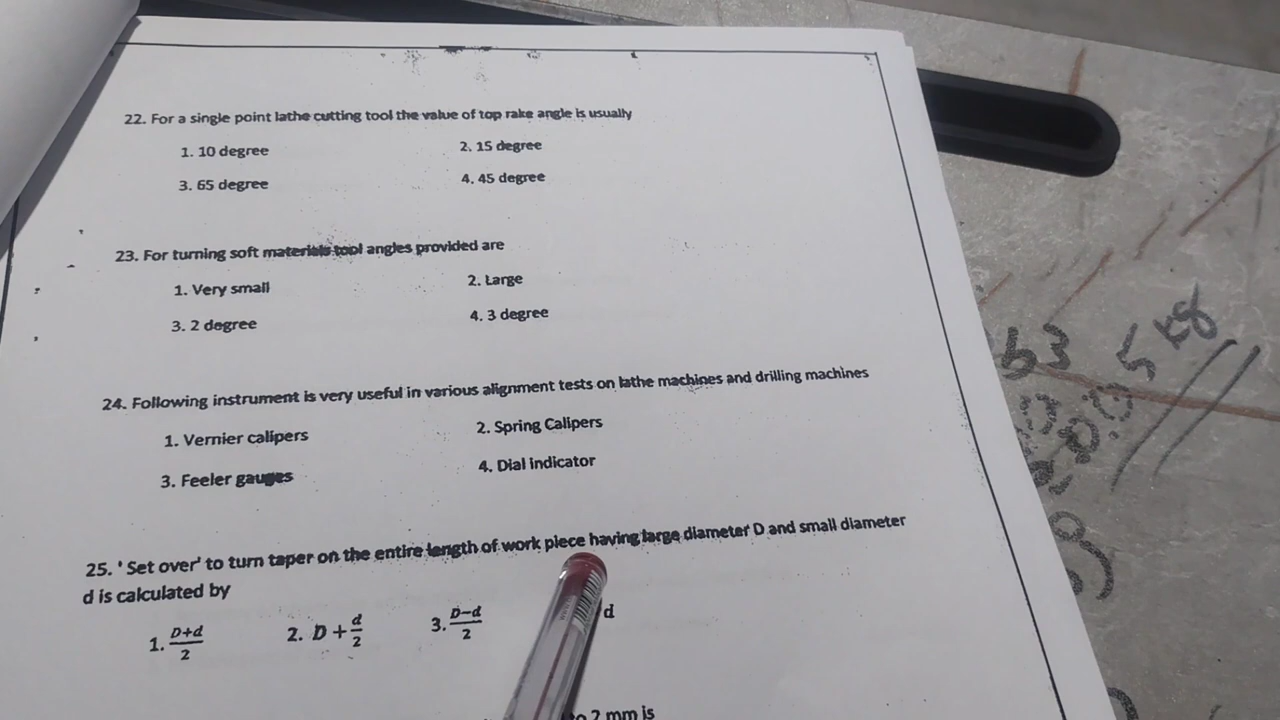 22. For a single point lathe cutting tool the value of top rake angle is usually
1. 10 degree 2. 15 degree
3. 65 degree 4. 45 degree
23. For turning soft materials tool angles provided are
1. Very small 2. Large
3. 2 degree 4. 3 degree
24. Following instrument is very useful in various alignment tests on lathe machines and drilling machines
1. Vernier calipers 2. Spring Calipers
3. Feeler gauges 4. Dial indicator
25. 'Set over' to turn taper on the entire length of work piece having large diameter D and small diameter
d is calculated by
1. D+d/2 2. D + d/2 3. D−d/2 d
2 mm is
63
0.05 kg